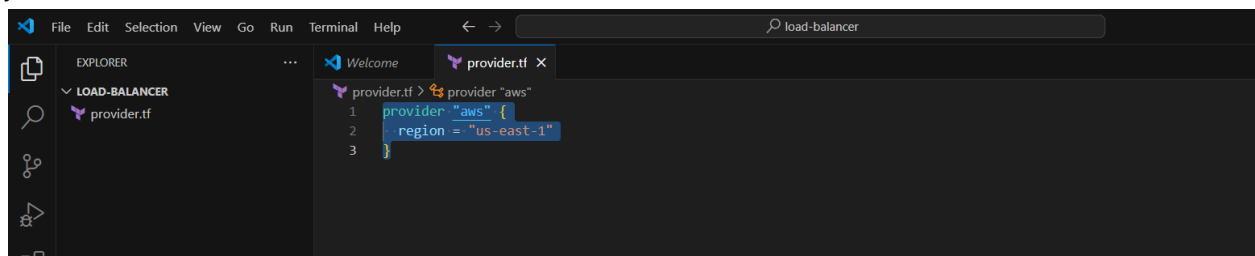 File Edit Selection View Go Run Terminal Help ← → load-balancer
EXPLORER ···
Welcome provider.tf ×
LOAD-BALANCER
provider.tf
provider.tf > provider "aws"
1 provider "aws" {
2   region = "us-east-1"
3 }